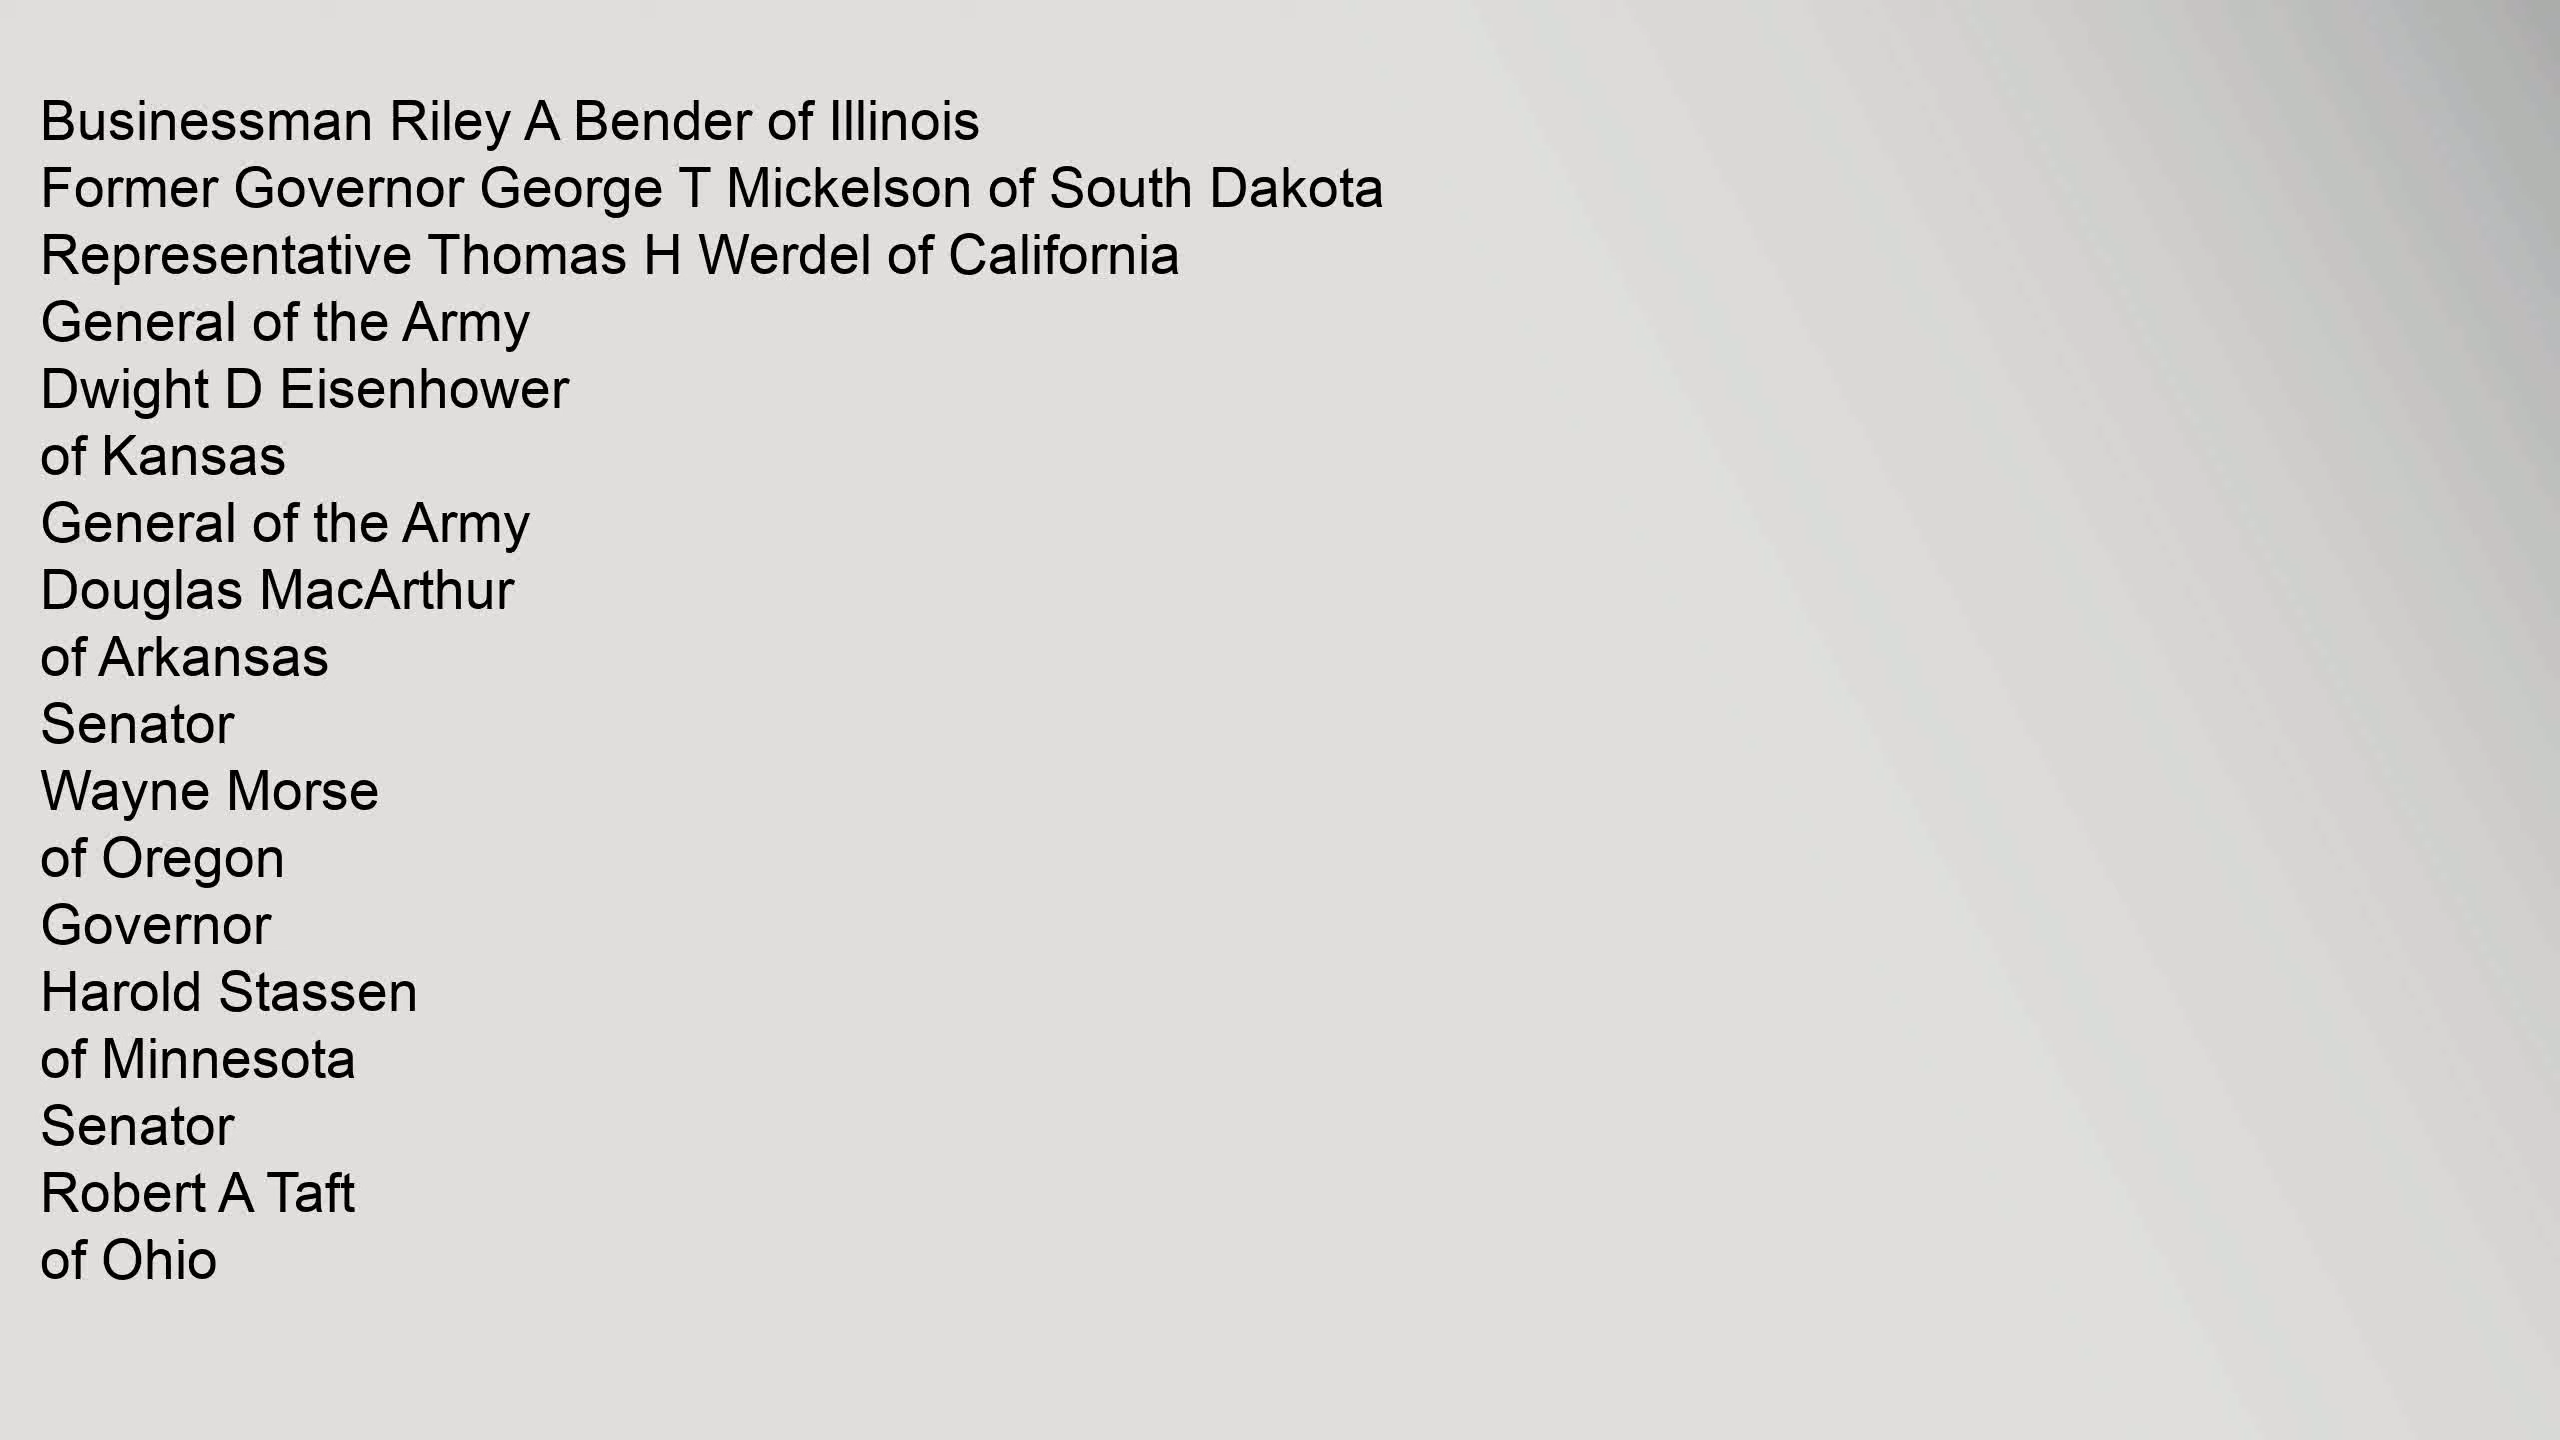 Businessman Riley A Bender of Illinois
Former Governor George T Mickelson of South Dakota
Representative Thomas H Werdel of California
General of the Army
Dwight D Eisenhower
of Kansas
General of the Army
Douglas MacArthur
of Arkansas
Senator
Wayne Morse
of Oregon
Governor
Harold Stassen
of Minnesota
Senator
Robert A Taft
of Ohio